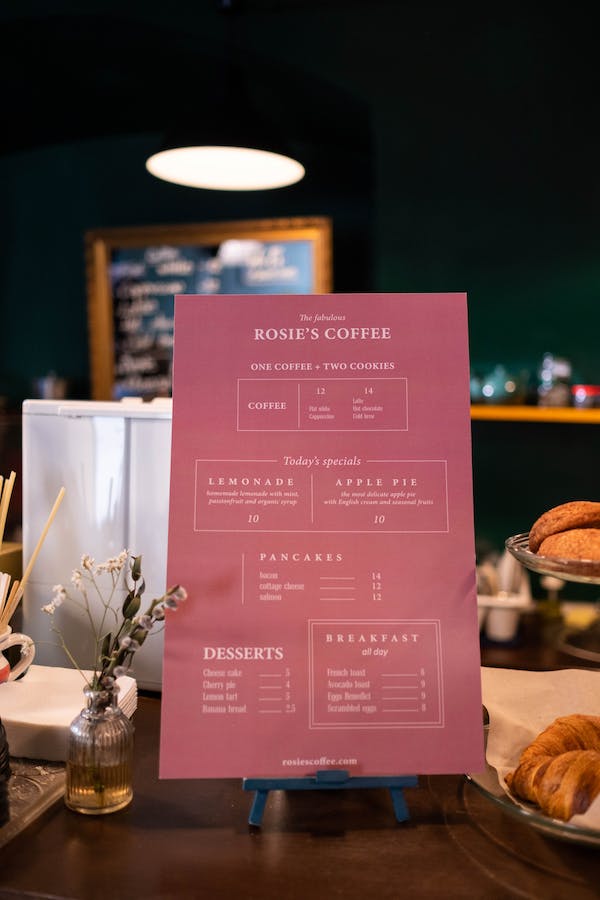 The fabulous
ROSIE'S COFFEE
ONE COFFEE + TWO COOKIES
COFFEE
12
Flat white
Cappuccino
14
Latte
Hot chocolate
Cold brew
Today's specials
LEMONADE
homemade lemonade with mint,
passionfruit and organic syrup
10
APPLE PIE
the most delicate apple pie
with English cream and seasonal fruits
10
PANCAKES
bacon 14
cottage cheese 12
salmon 12
DESSERTS
Cheese cake 5
Cherry pie 4
Lemon tart 5
Banana bread 2,5
BREAKFAST
all day
French toast 8
Avocado toast 9
Eggs Benedict 9
Scrambled eggs 8
rosiescoffee.com